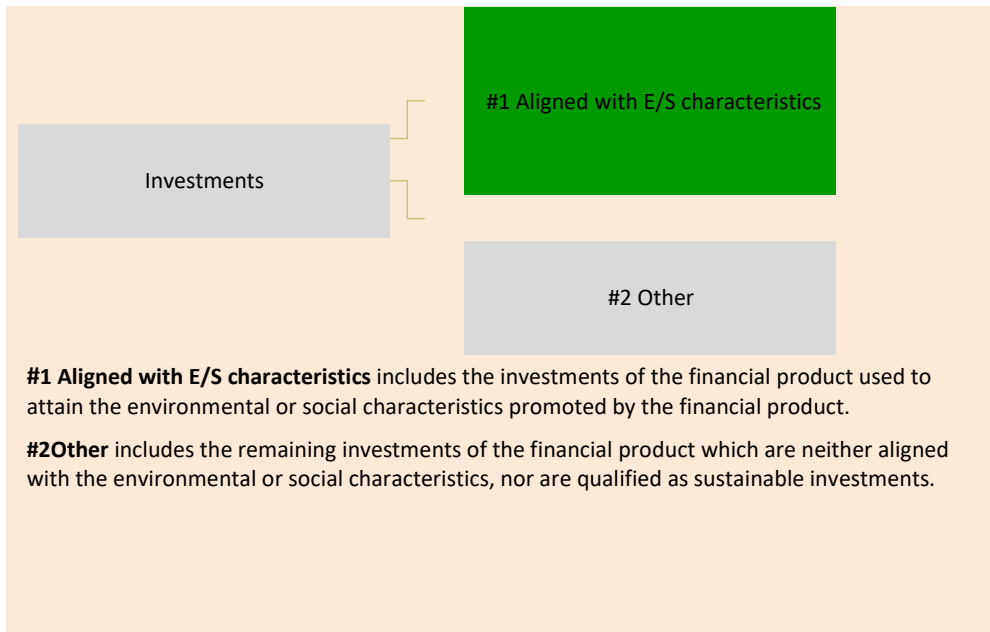 #1 Aligned with E/S characteristics
Investments
#2 Other
#1 Aligned with E/S characteristics includes the investments of the financial product used to
attain the environmental or social characteristics promoted by the financial product.
#2Other includes the remaining investments of the financial product which are neither aligned
with the environmental or social characteristics, nor are qualified as sustainable investments.